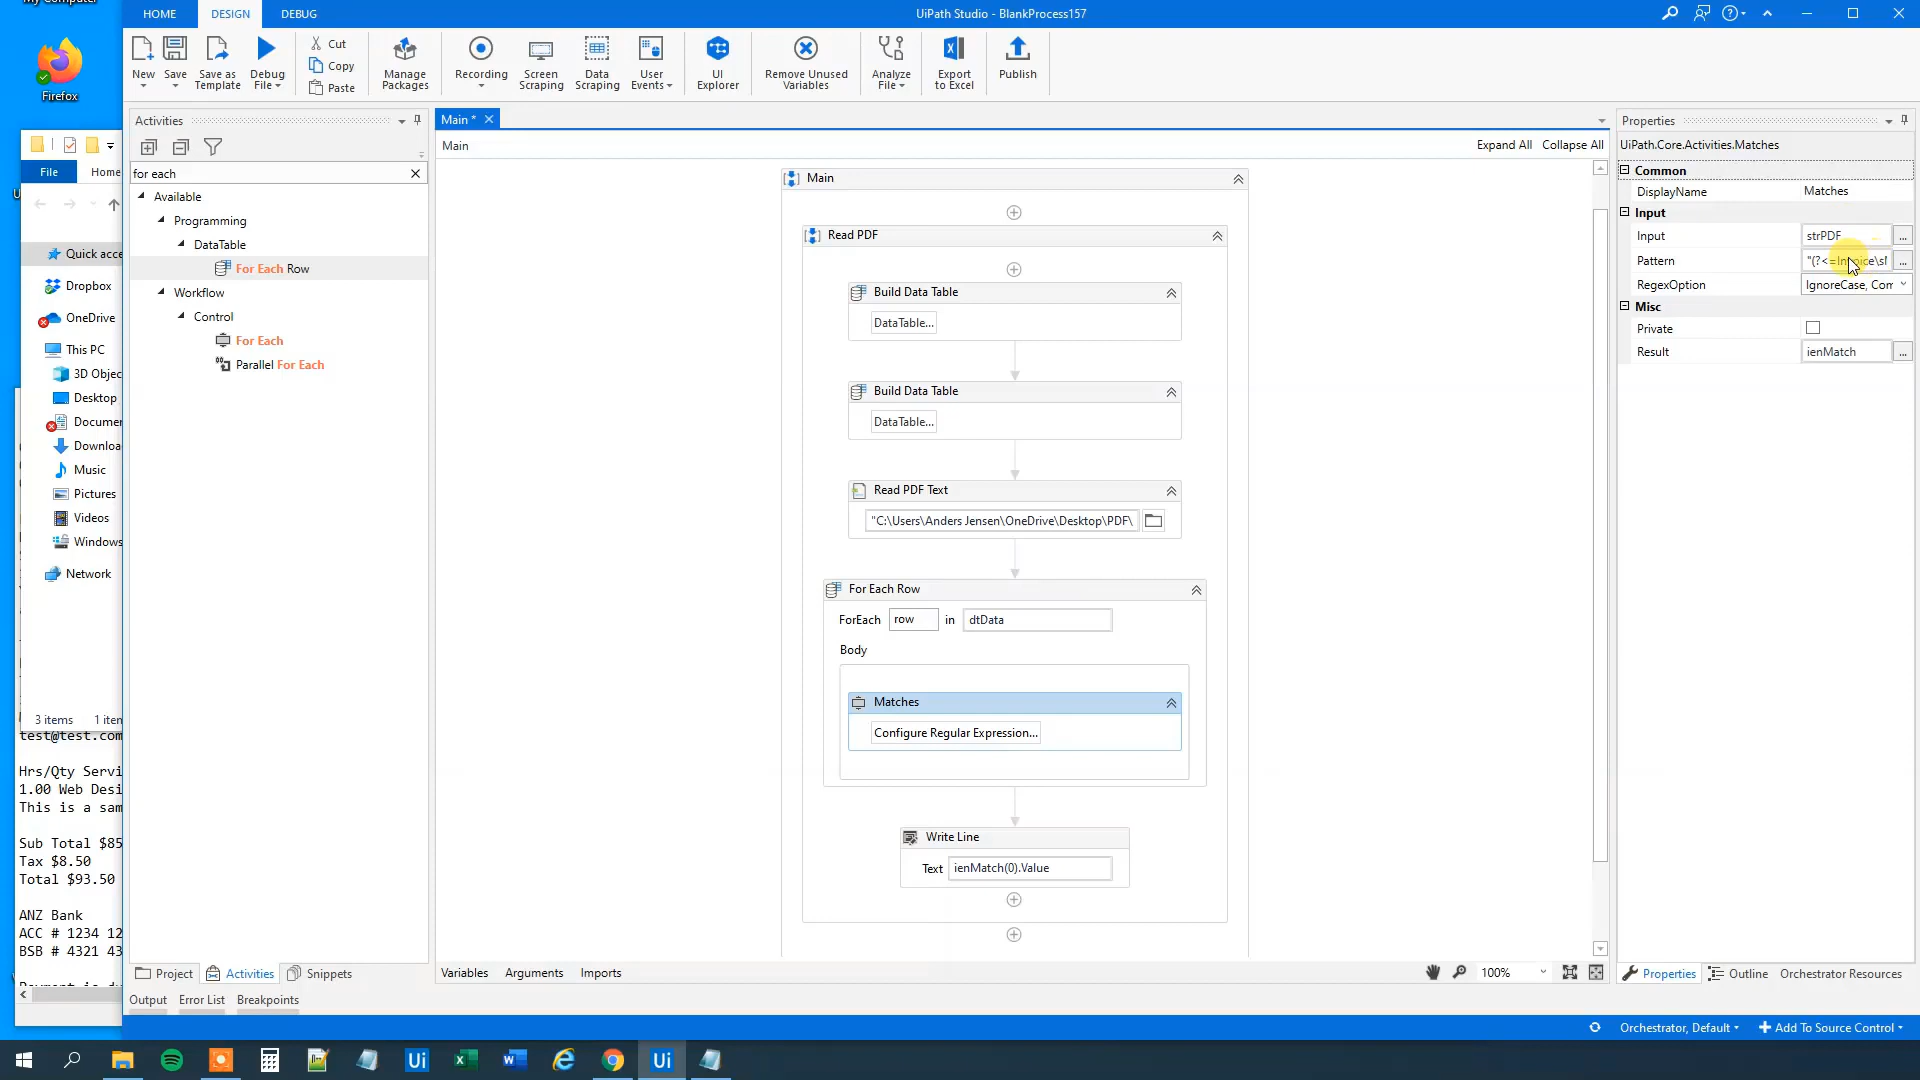 My Computer
HOME
DESIGN
DEBUG
UiPath Studio - BlankProcess157
New
Save
Save as Template
Debug File
Cut
Copy
Paste
Manage Packages
Recording
Screen Scraping
Data Scraping
User Events
UI Explorer
Remove Unused Variables
Analyze File
Export to Excel
Publish
Firefox
File
Home
Quick acce
Dropbox
OneDrive
This PC
3D Objec
Desktop
Documer
Downloa
Music
Pictures
Videos
Windows
Network
3 items
1 iten
test@test.com
Hrs/Qty Servi
1.00 Web Desi
This is a sam
Sub Total $85
Tax $8.50
Total $93.50
ANZ Bank
ACC # 1234 12
BSB # 4321 43
Activities
for each
Available
Programming
DataTable
For Each Row
Workflow
Control
For Each
Parallel For Each
Project
Activities
Snippets
Output
Error List
Breakpoints
Main *
Main
Expand All
Collapse All
Main
Read PDF
Build Data Table
DataTable...
Build Data Table
DataTable...
Read PDF Text
"C:\Users\Anders Jensen\OneDrive\Desktop\PDF\
For Each Row
ForEach
row
in
dtData
Body
Matches
Configure Regular Expression...
Write Line
Text
ienMatch(0).Value
Variables
Arguments
Imports
100%
Properties
UiPath.Core.Activities.Matches
Common
DisplayName
Matches
Input
Input
strPDF
...
Pattern
"(?<=Invoice\sI
...
RegexOption
IgnoreCase, Com
Misc
Private
Result
ienMatch
...
Properties
Outline
Orchestrator Resources
Orchestrator, Default
Add To Source Control